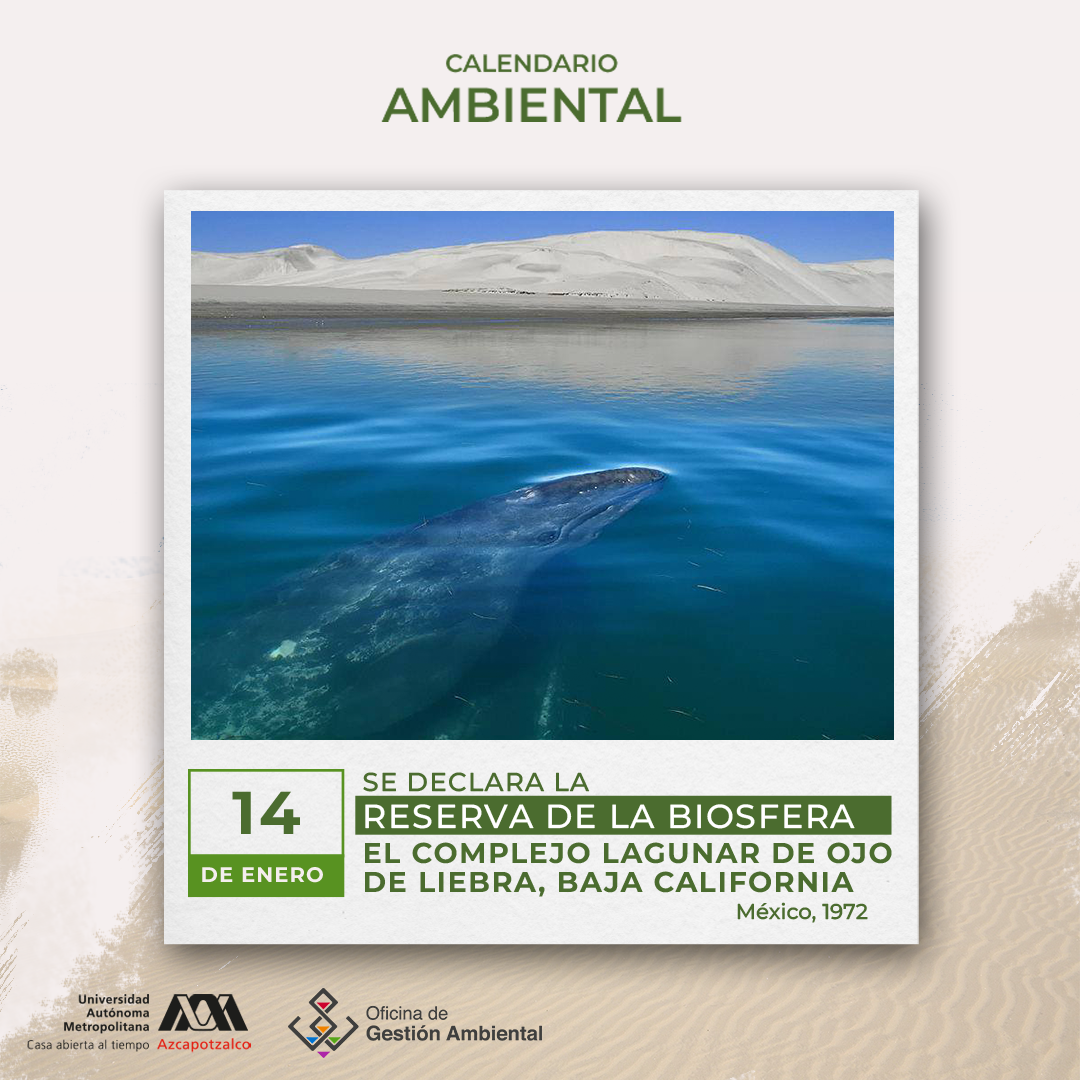 CALENDARIO
AMBIENTAL
14
DE ENERO
SE DECLARA LA
RESERVA DE LA BIOSFERA
EL COMPLEJO LAGUNAR DE OJO
DE LIEBRA, BAJA CALIFORNIA
México, 1972
Universidad
Autónoma
Metropolitana
Casa abierta al tiempo Azcapotzalco
Oficina de
Gestión Ambiental